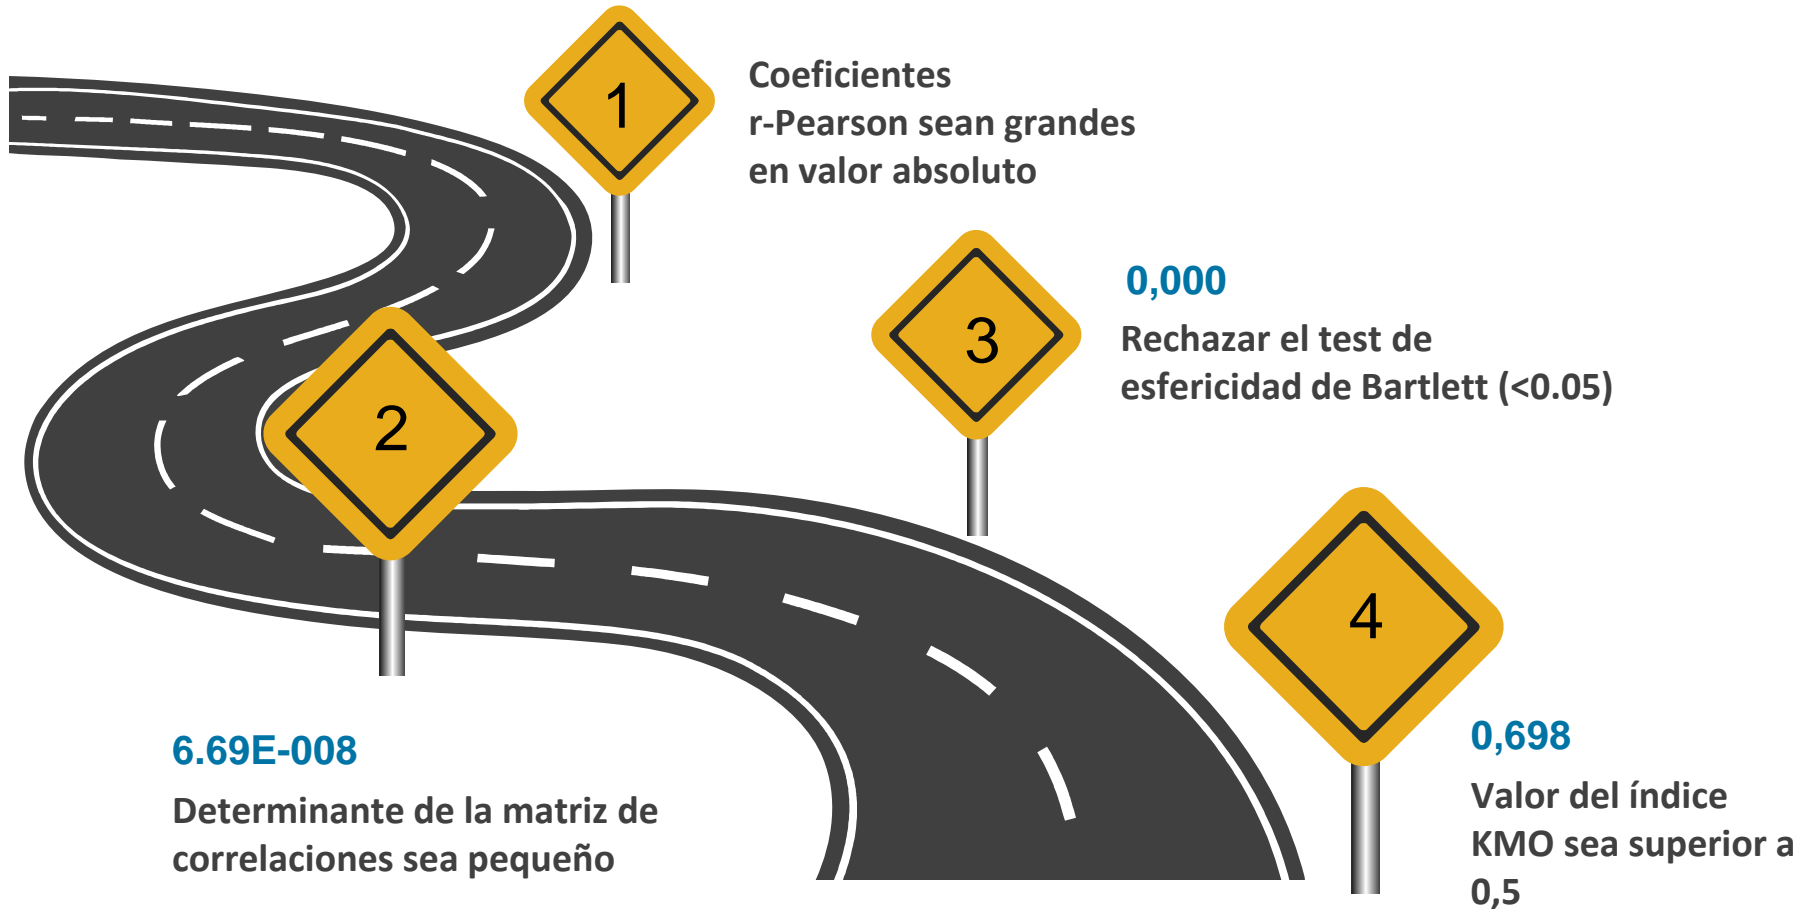 1
Coeficientes
r-Pearson sean grandes
en valor absoluto
2
6.69E-008
Determinante de la matriz de
correlaciones sea pequeño
3
0,000
Rechazar el test de
esfericidad de Bartlett (<0.05)
4
0,698
Valor del índice
KMO sea superior a
0,5